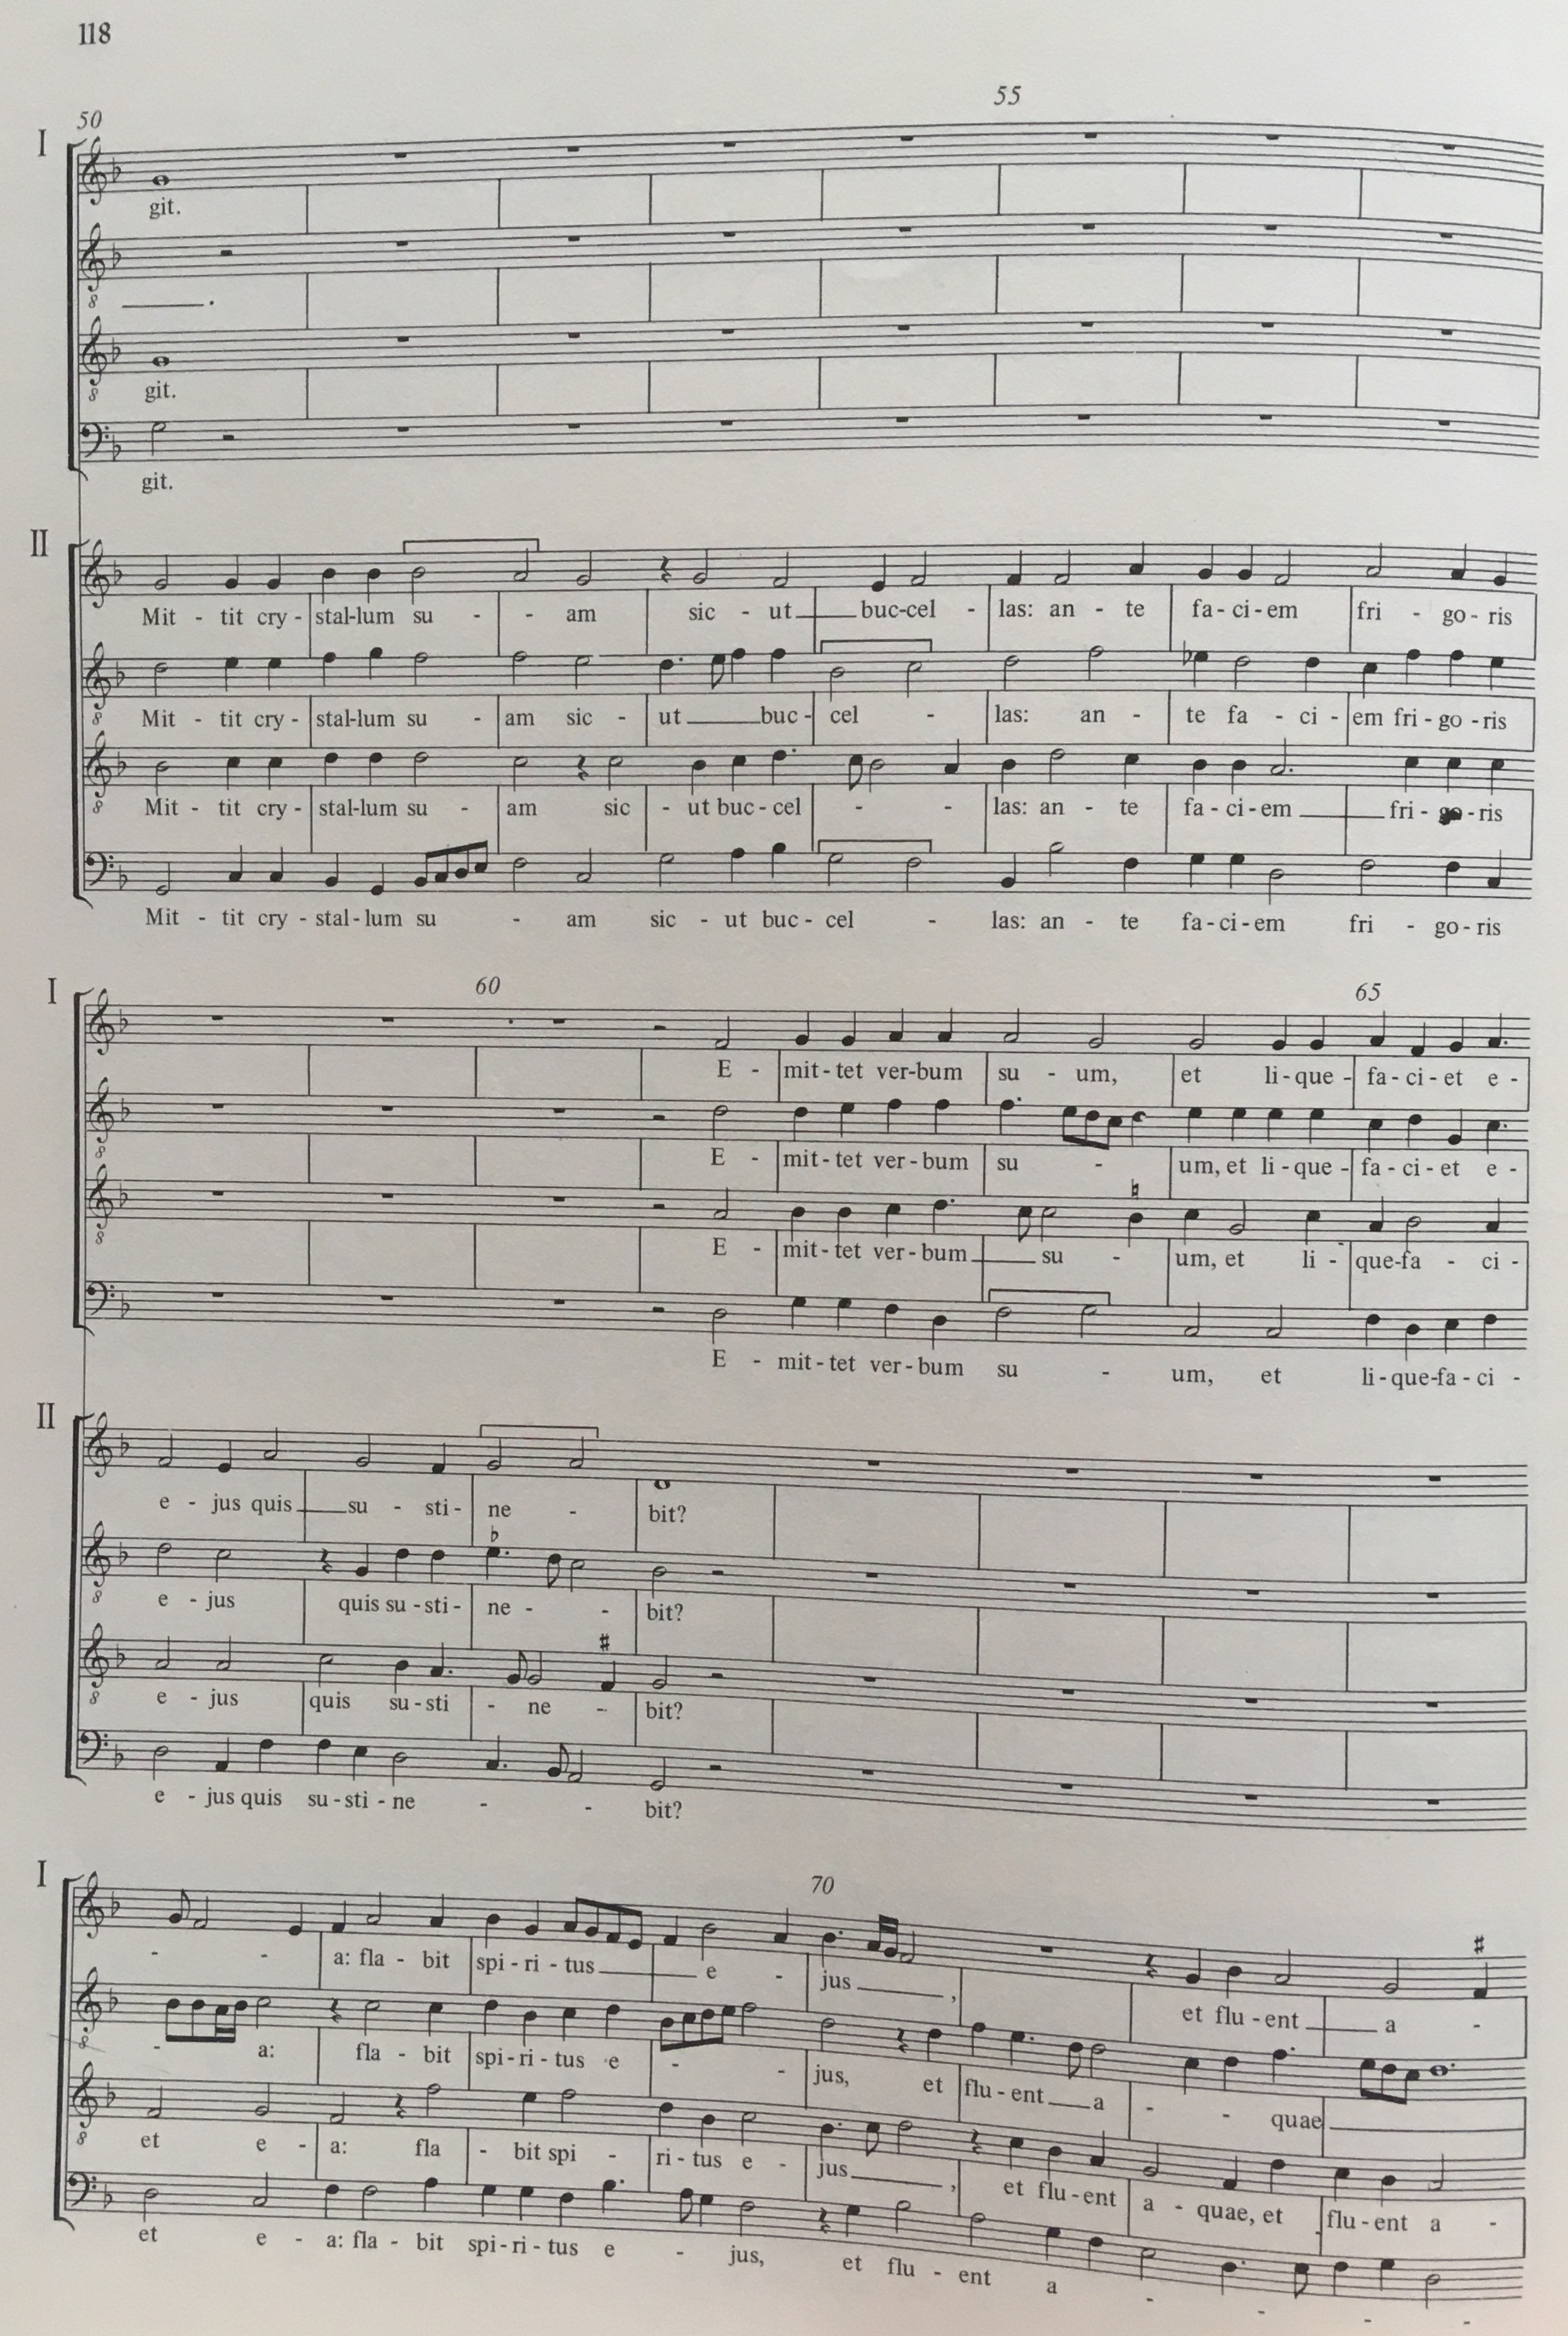 118
50
55
I
git.
.
git.
git.
II
Mit - tit cry - stal-lum su - - am sic - ut buc-cel - las: an - te fa - ci - em fri - go - ris
Mit - tit cry - stal-lum su - am sic - ut buc - cel - las: an - te fa - ci - em fri - go - ris
Mit - tit cry - stal-lum su - am sic - ut buc - cel - - las: an - te fa - ci - em fri - go - ris
Mit - tit cry - stal - lum su - am sic - ut buc - cel - las: an - te fa - ci - em fri - go - ris
60
65
I
E - mit - tet ver-bum su - um, et li - que - fa - ci - et e -
E - mit - tet ver - bum su - um, et li - que - fa - ci - et e -
E - mit - tet ver - bum su - um, et li - que-fa - ci -
E - mit - tet ver - bum su - um, et li - que-fa - ci -
II
e - jus quis su - sti - ne - bit?
e - jus quis su - sti - ne - - bit?
e - jus quis su - sti - ne - bit?
e - jus quis su - sti - ne - - bit?
70
I
- - a: fla - bit spi - ri - tus e - jus , et flu - ent a -
- a: fla - bit spi - ri - tus e - - jus, et flu - ent a - - quae
et e - a: fla - bit spi - ri - tus e - jus , et flu - ent a - quae, et flu - ent a -
et e - a: fla - bit spi - ri - tus e - jus, et flu - ent a - - - -